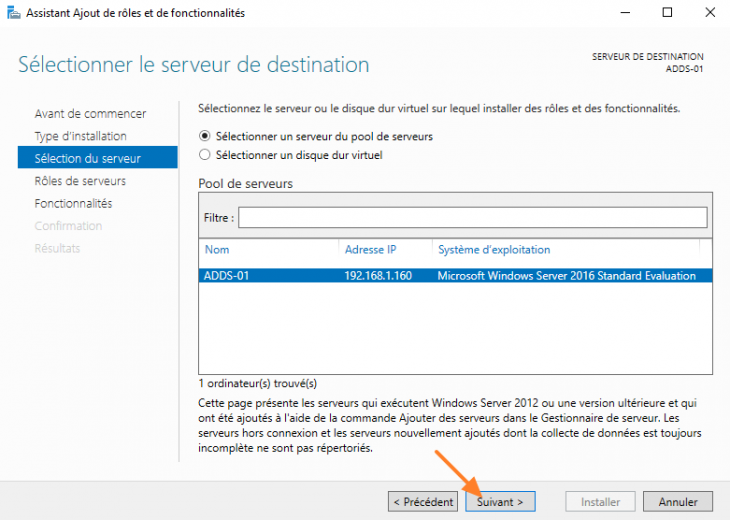 Assistant Ajout de rôles et de fonctionnalités
Sélectionner le serveur de destination
SERVEUR DE DESTINATION
ADDS-01
Avant de commencer
Type d'installation
Sélection du serveur
Rôles de serveurs
Fonctionnalités
Confirmation
Résultats
Sélectionnez le serveur ou le disque dur virtuel sur lequel installer des rôles et des fonctionnalités.
Sélectionner un serveur du pool de serveurs
Sélectionner un disque dur virtuel
Pool de serveurs
Filtre :
Nom Adresse IP Système d'exploitation
ADDS-01 192.168.1.160 Microsoft Windows Server 2016 Standard Evaluation
1 ordinateur(s) trouvé(s)
Cette page présente les serveurs qui exécutent Windows Server 2012 ou une version ultérieure et qui
ont été ajoutés à l'aide de la commande Ajouter des serveurs dans le Gestionnaire de serveur. Les
serveurs hors connexion et les serveurs nouvellement ajoutés dont la collecte de données est toujours
incomplète ne sont pas répertoriés.
< Précédent Suivant > Installer Annuler